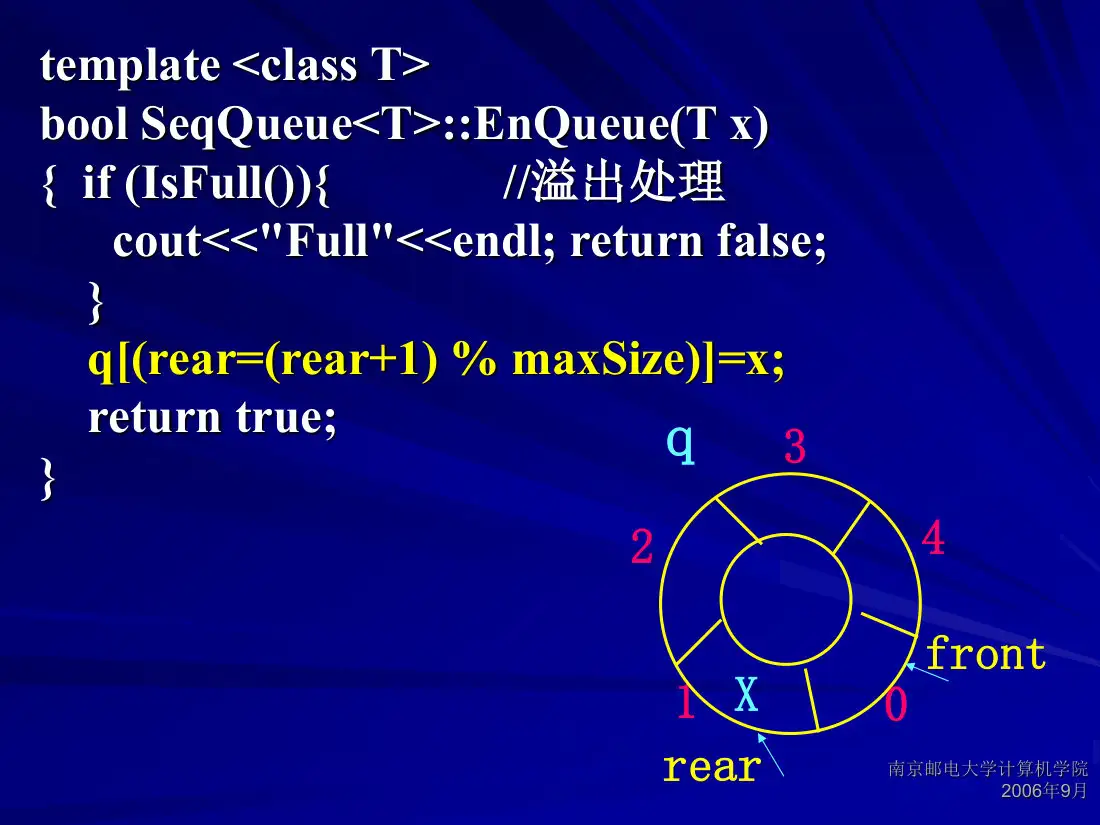 template <class T>
bool SeqQueue<T>::EnQueue(T x)
{ if (IsFull()){ //溢出处理
cout<<"Full"<<endl; return false;
}
q[(rear=(rear+1) % maxSize)]=x;
return true;
}
q
3
2
4
front
1
X
0
rear
南京邮电大学计算机学院
2006年9月